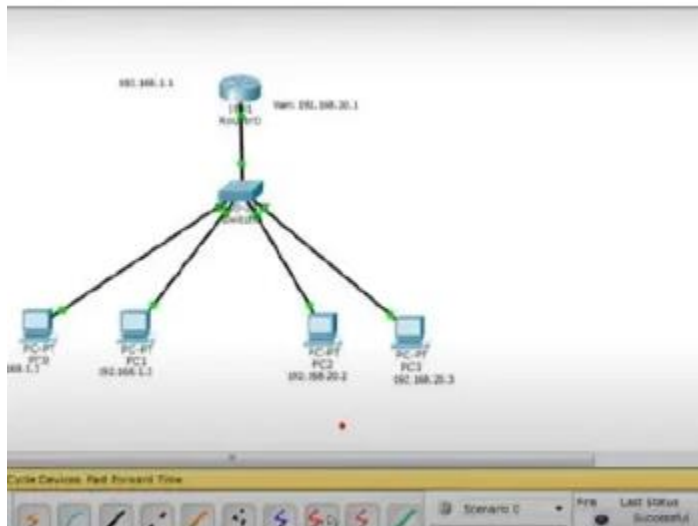 192.168.1.1
192.168.20.1
Router0
PC-PT
PC0
PC-PT
PC1
PC-PT
PC2
192.168.20.2
PC-PT
PC3
192.168.20.3
Cycle Devices Fast Forward Time
Scenario 0
Fire
Last Status
Successful